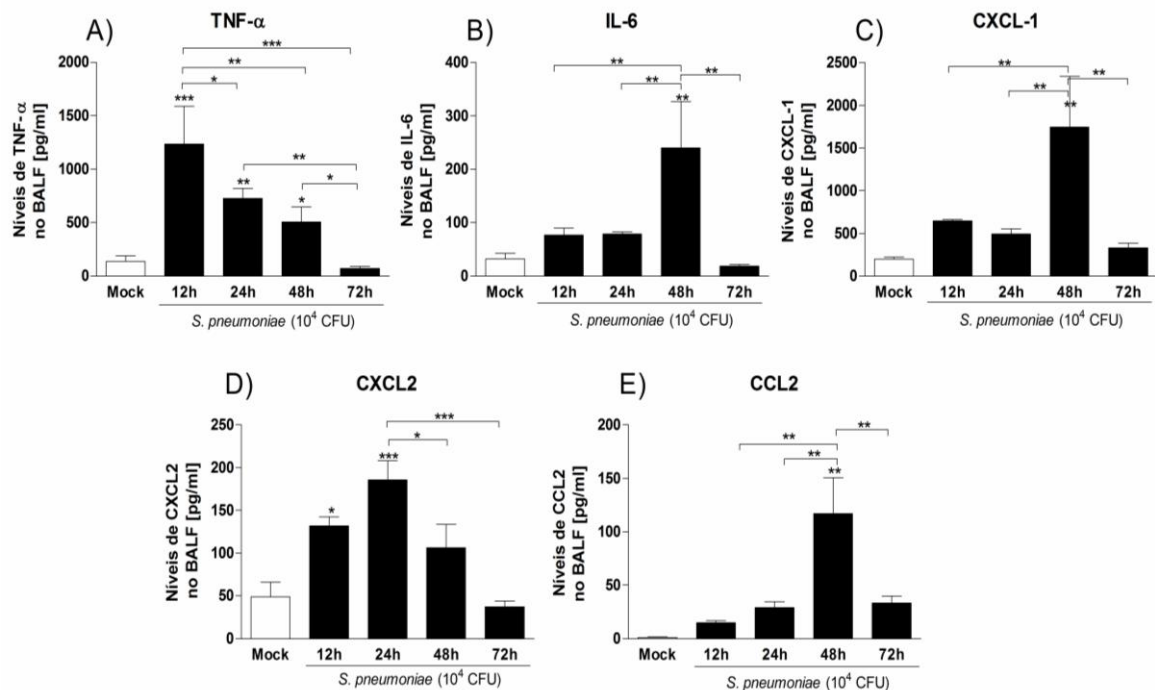 A)
TNF-α
Níveis de TNF-α
no BALF [pg/ml]
2000
1500
1000
500
0
***
**
*
***
**
*
**
*
Mock 12h 24h 48h 72h
S. pneumoniae (10⁴ CFU)
B)
IL-6
Níveis de IL-6
no BALF [pg/ml]
400
300
200
100
0
**
**
**
**
Mock 12h 24h 48h 72h
S. pneumoniae (10⁴ CFU)
C)
CXCL-1
Níveis de CXCL-1
no BALF [pg/ml]
2500
2000
1500
1000
500
0
**
**
**
**
Mock 12h 24h 48h 72h
S. pneumoniae (10⁴ CFU)
D)
CXCL2
Níveis de CXCL2
no BALF [pg/ml]
250
200
150
100
50
0
***
*
***
*
Mock 12h 24h 48h 72h
S. pneumoniae (10⁴ CFU)
E)
CCL2
Níveis de CCL2
no BALF [pg/ml]
200
150
100
50
0
**
**
**
**
Mock 12h 24h 48h 72h
S. pneumoniae (10⁴ CFU)